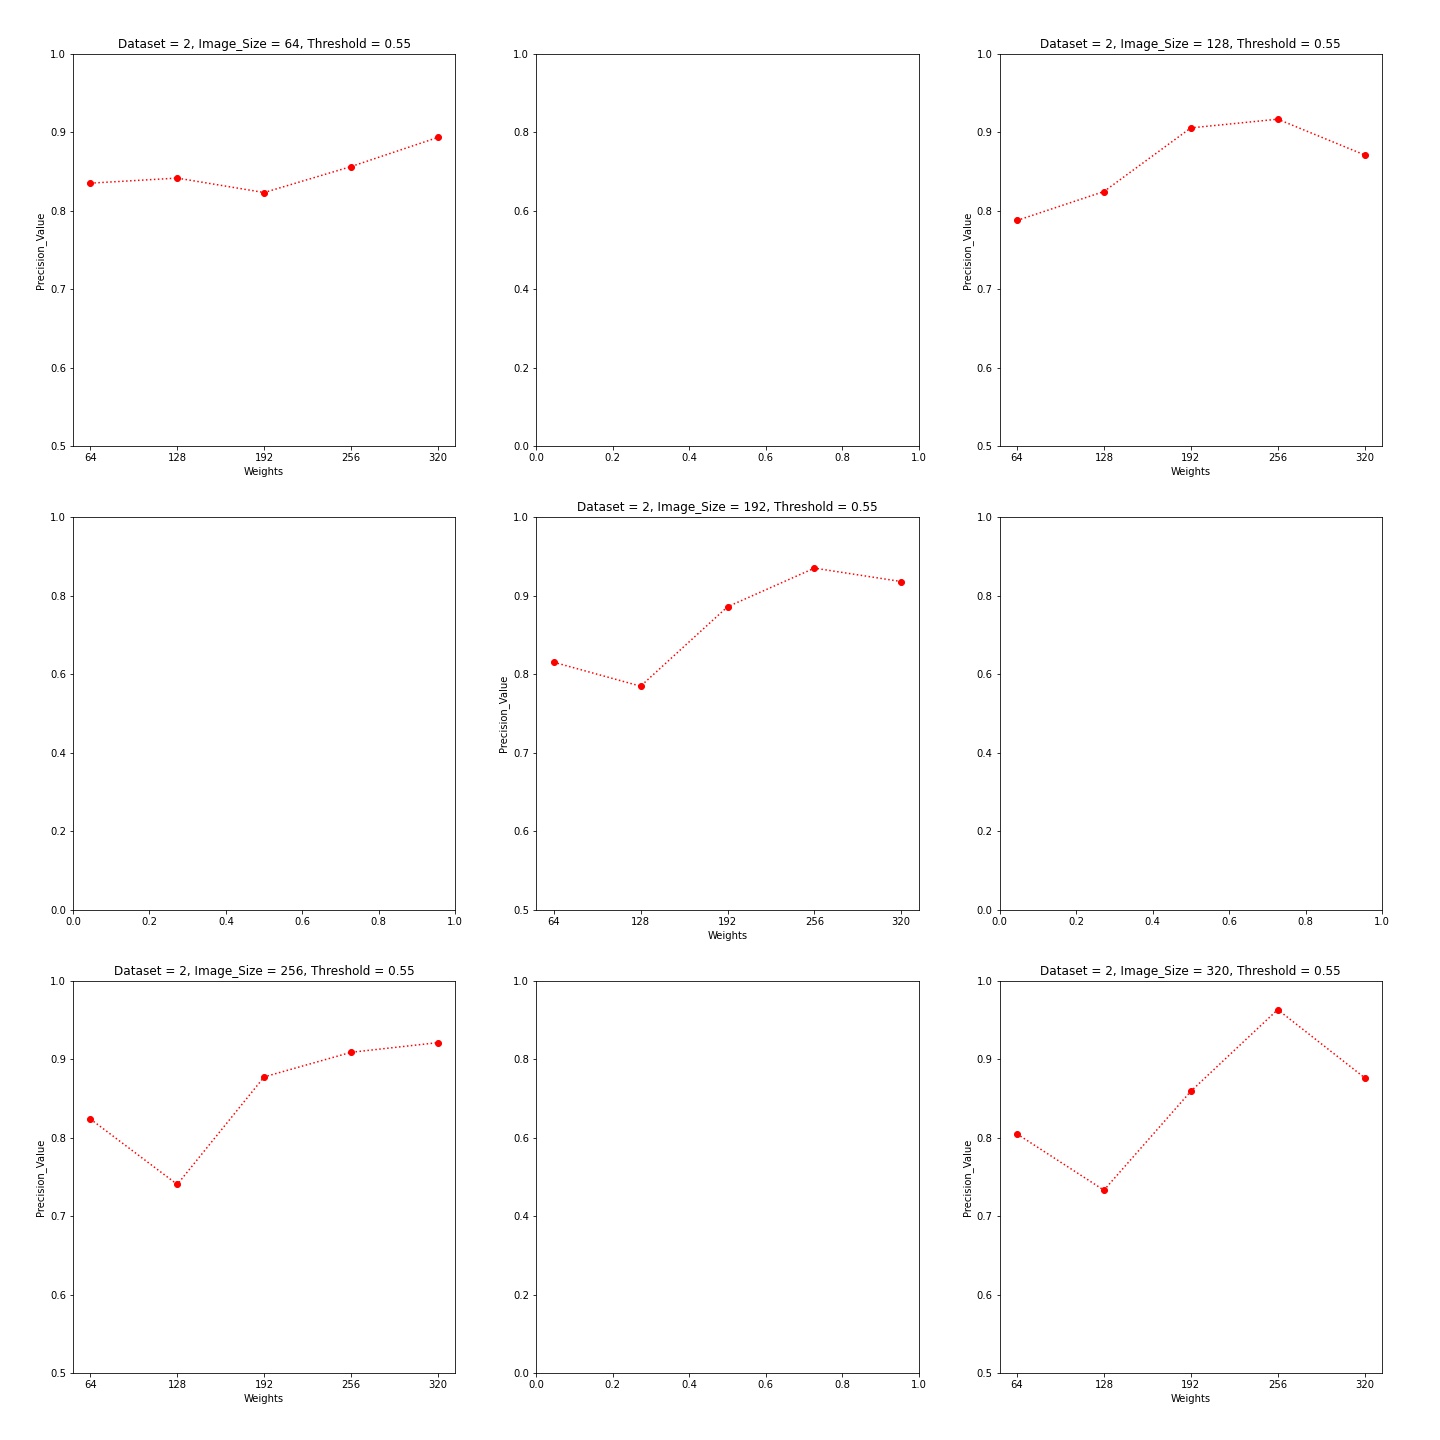 Dataset = 2, Image_Size = 64, Threshold = 0.55
1.0
0.9
0.8
0.7
0.6
0.5
Precision_Value
64 128 192 256 320
Weights
1.0
0.8
0.6
0.4
0.2
0.0
0.0 0.2 0.4 0.6 0.8 1.0
Dataset = 2, Image_Size = 128, Threshold = 0.55
1.0
0.9
0.8
0.7
0.6
0.5
Precision_Value
64 128 192 256 320
Weights
1.0
0.8
0.6
0.4
0.2
0.0
0.0 0.2 0.4 0.6 0.8 1.0
Dataset = 2, Image_Size = 192, Threshold = 0.55
1.0
0.9
0.8
0.7
0.6
0.5
Precision_Value
64 128 192 256 320
Weights
1.0
0.8
0.6
0.4
0.2
0.0
0.0 0.2 0.4 0.6 0.8 1.0
Dataset = 2, Image_Size = 256, Threshold = 0.55
1.0
0.9
0.8
0.7
0.6
0.5
Precision_Value
64 128 192 256 320
Weights
1.0
0.8
0.6
0.4
0.2
0.0
0.0 0.2 0.4 0.6 0.8 1.0
Dataset = 2, Image_Size = 320, Threshold = 0.55
1.0
0.9
0.8
0.7
0.6
0.5
Precision_Value
64 128 192 256 320
Weights